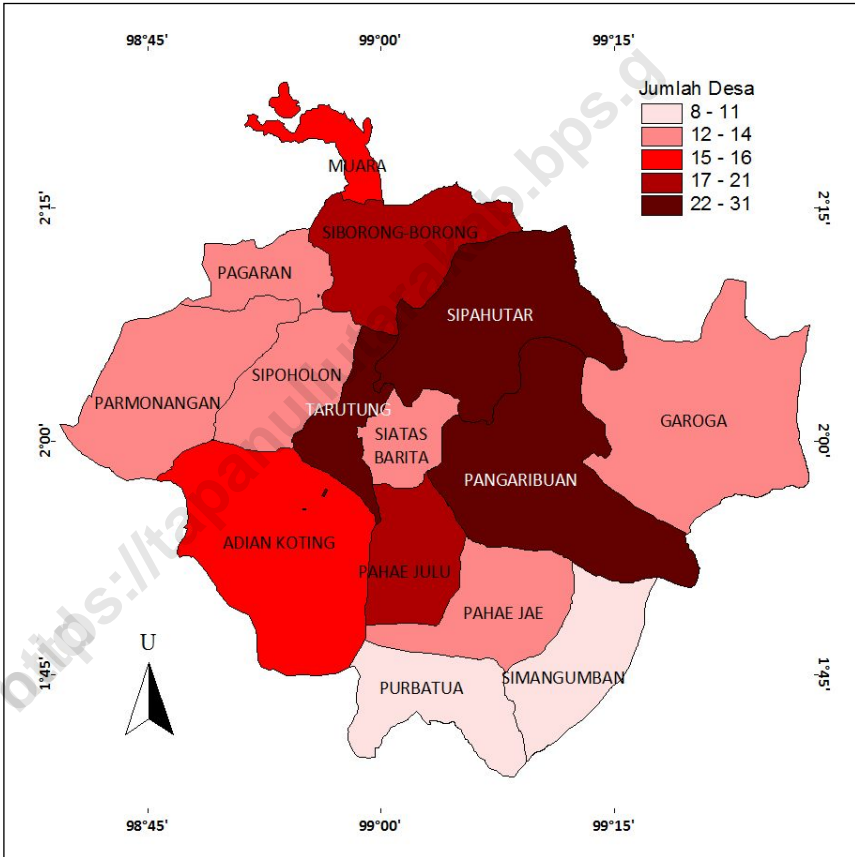 98°45'
99°00'
99°15'
Jumlah Desa
8 - 11
12 - 14
15 - 16
17 - 21
22 - 31
MUARA
2°15'
2°15'
SIBORONG-BORONG
PAGARAN
SIPAHUTAR
SIPOHOLON
PARMONANGAN
TARUTUNG
SIATAS
BARITA
GAROGA
2°00'
2°00'
PANGARIBUAN
ADIAN KOTING
PAHAE JULU
PAHAE JAE
U
1°45'
1°45'
PURBATUA
SIMANGUMBAN
98°45'
99°00'
99°15'